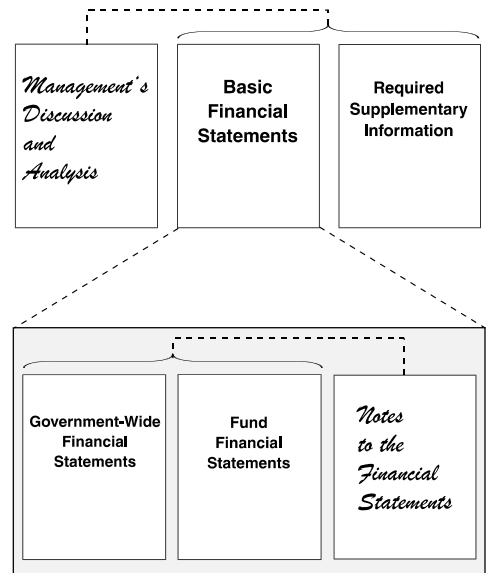 Management's
Discussion
and
Analysis
Basic
Financial
Statements
Required
Supplementary
Information
Government-Wide
Financial
Statements
Fund
Financial
Statements
Notes
to the
Financial
Statements